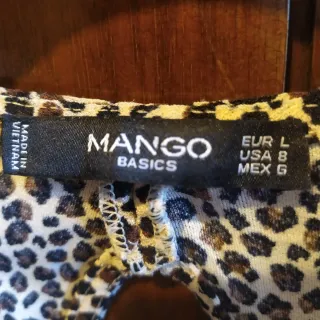 MADE IN
VIETNAM
MANGO
BASICS
EUR L
USA 8
MEX G